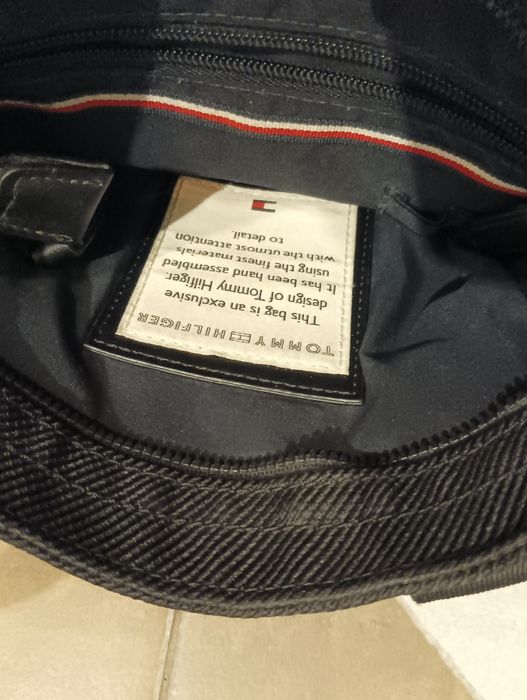 TOMMY HILFIGER
This bag is an exclusive
design of Tommy Hilfiger.
It has been hand assembled
using the finest materials
with the utmost attention
to detail.